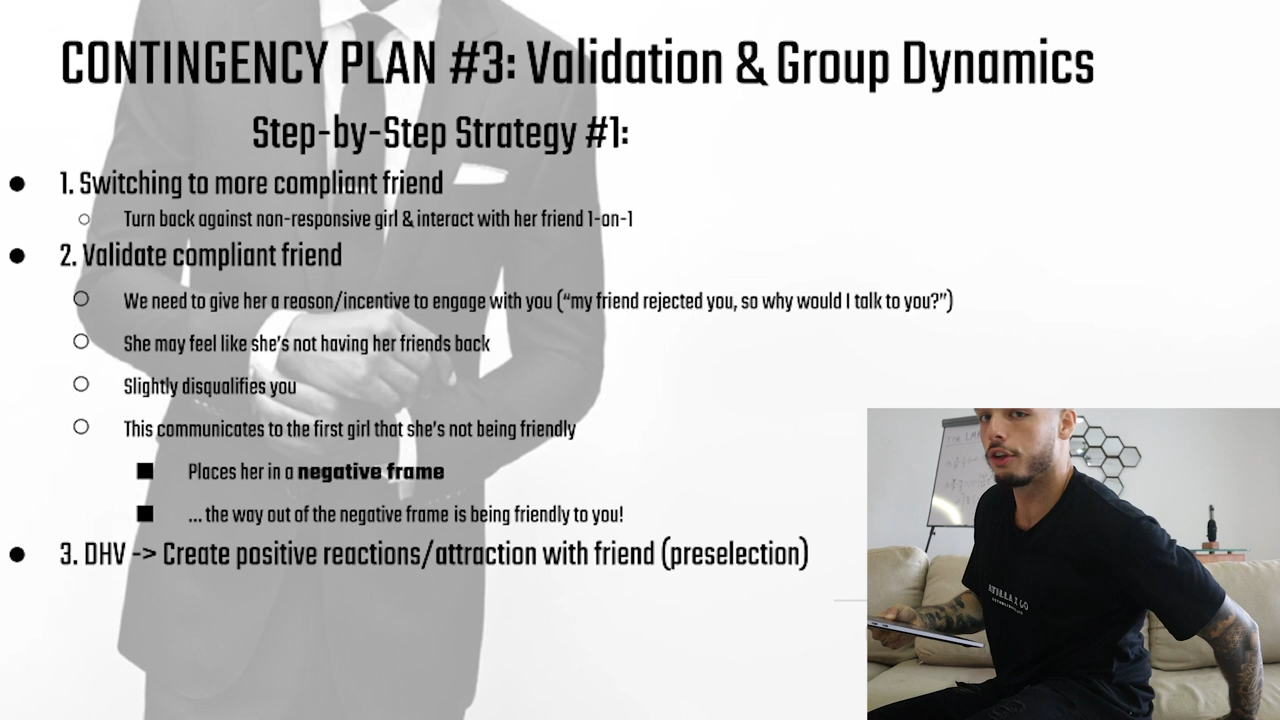 CONTINGENCY PLAN #3: Validation & Group Dynamics
Step-by-Step Strategy #1:
● 1. Switching to more compliant friend
○ Turn back against non-responsive girl & interact with her friend 1-on-1
● 2. Validate compliant friend
○ We need to give her a reason/incentive to engage with you (“my friend rejected you, so why would I talk to you?”)
○ She may feel like she’s not having her friends back
○ Slightly disqualifies you
○ This communicates to the first girl that she’s not being friendly
■ Places her in a negative frame
■ ... the way out of the negative frame is being friendly to you!
● 3. DHV -> Create positive reactions/attraction with friend (preselection)